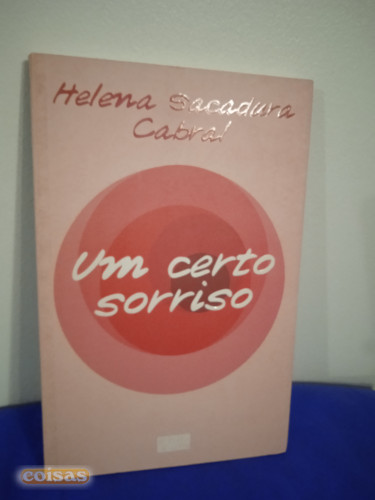 Helena Sacadura
Cabral
Um certo
sorriso
coisas